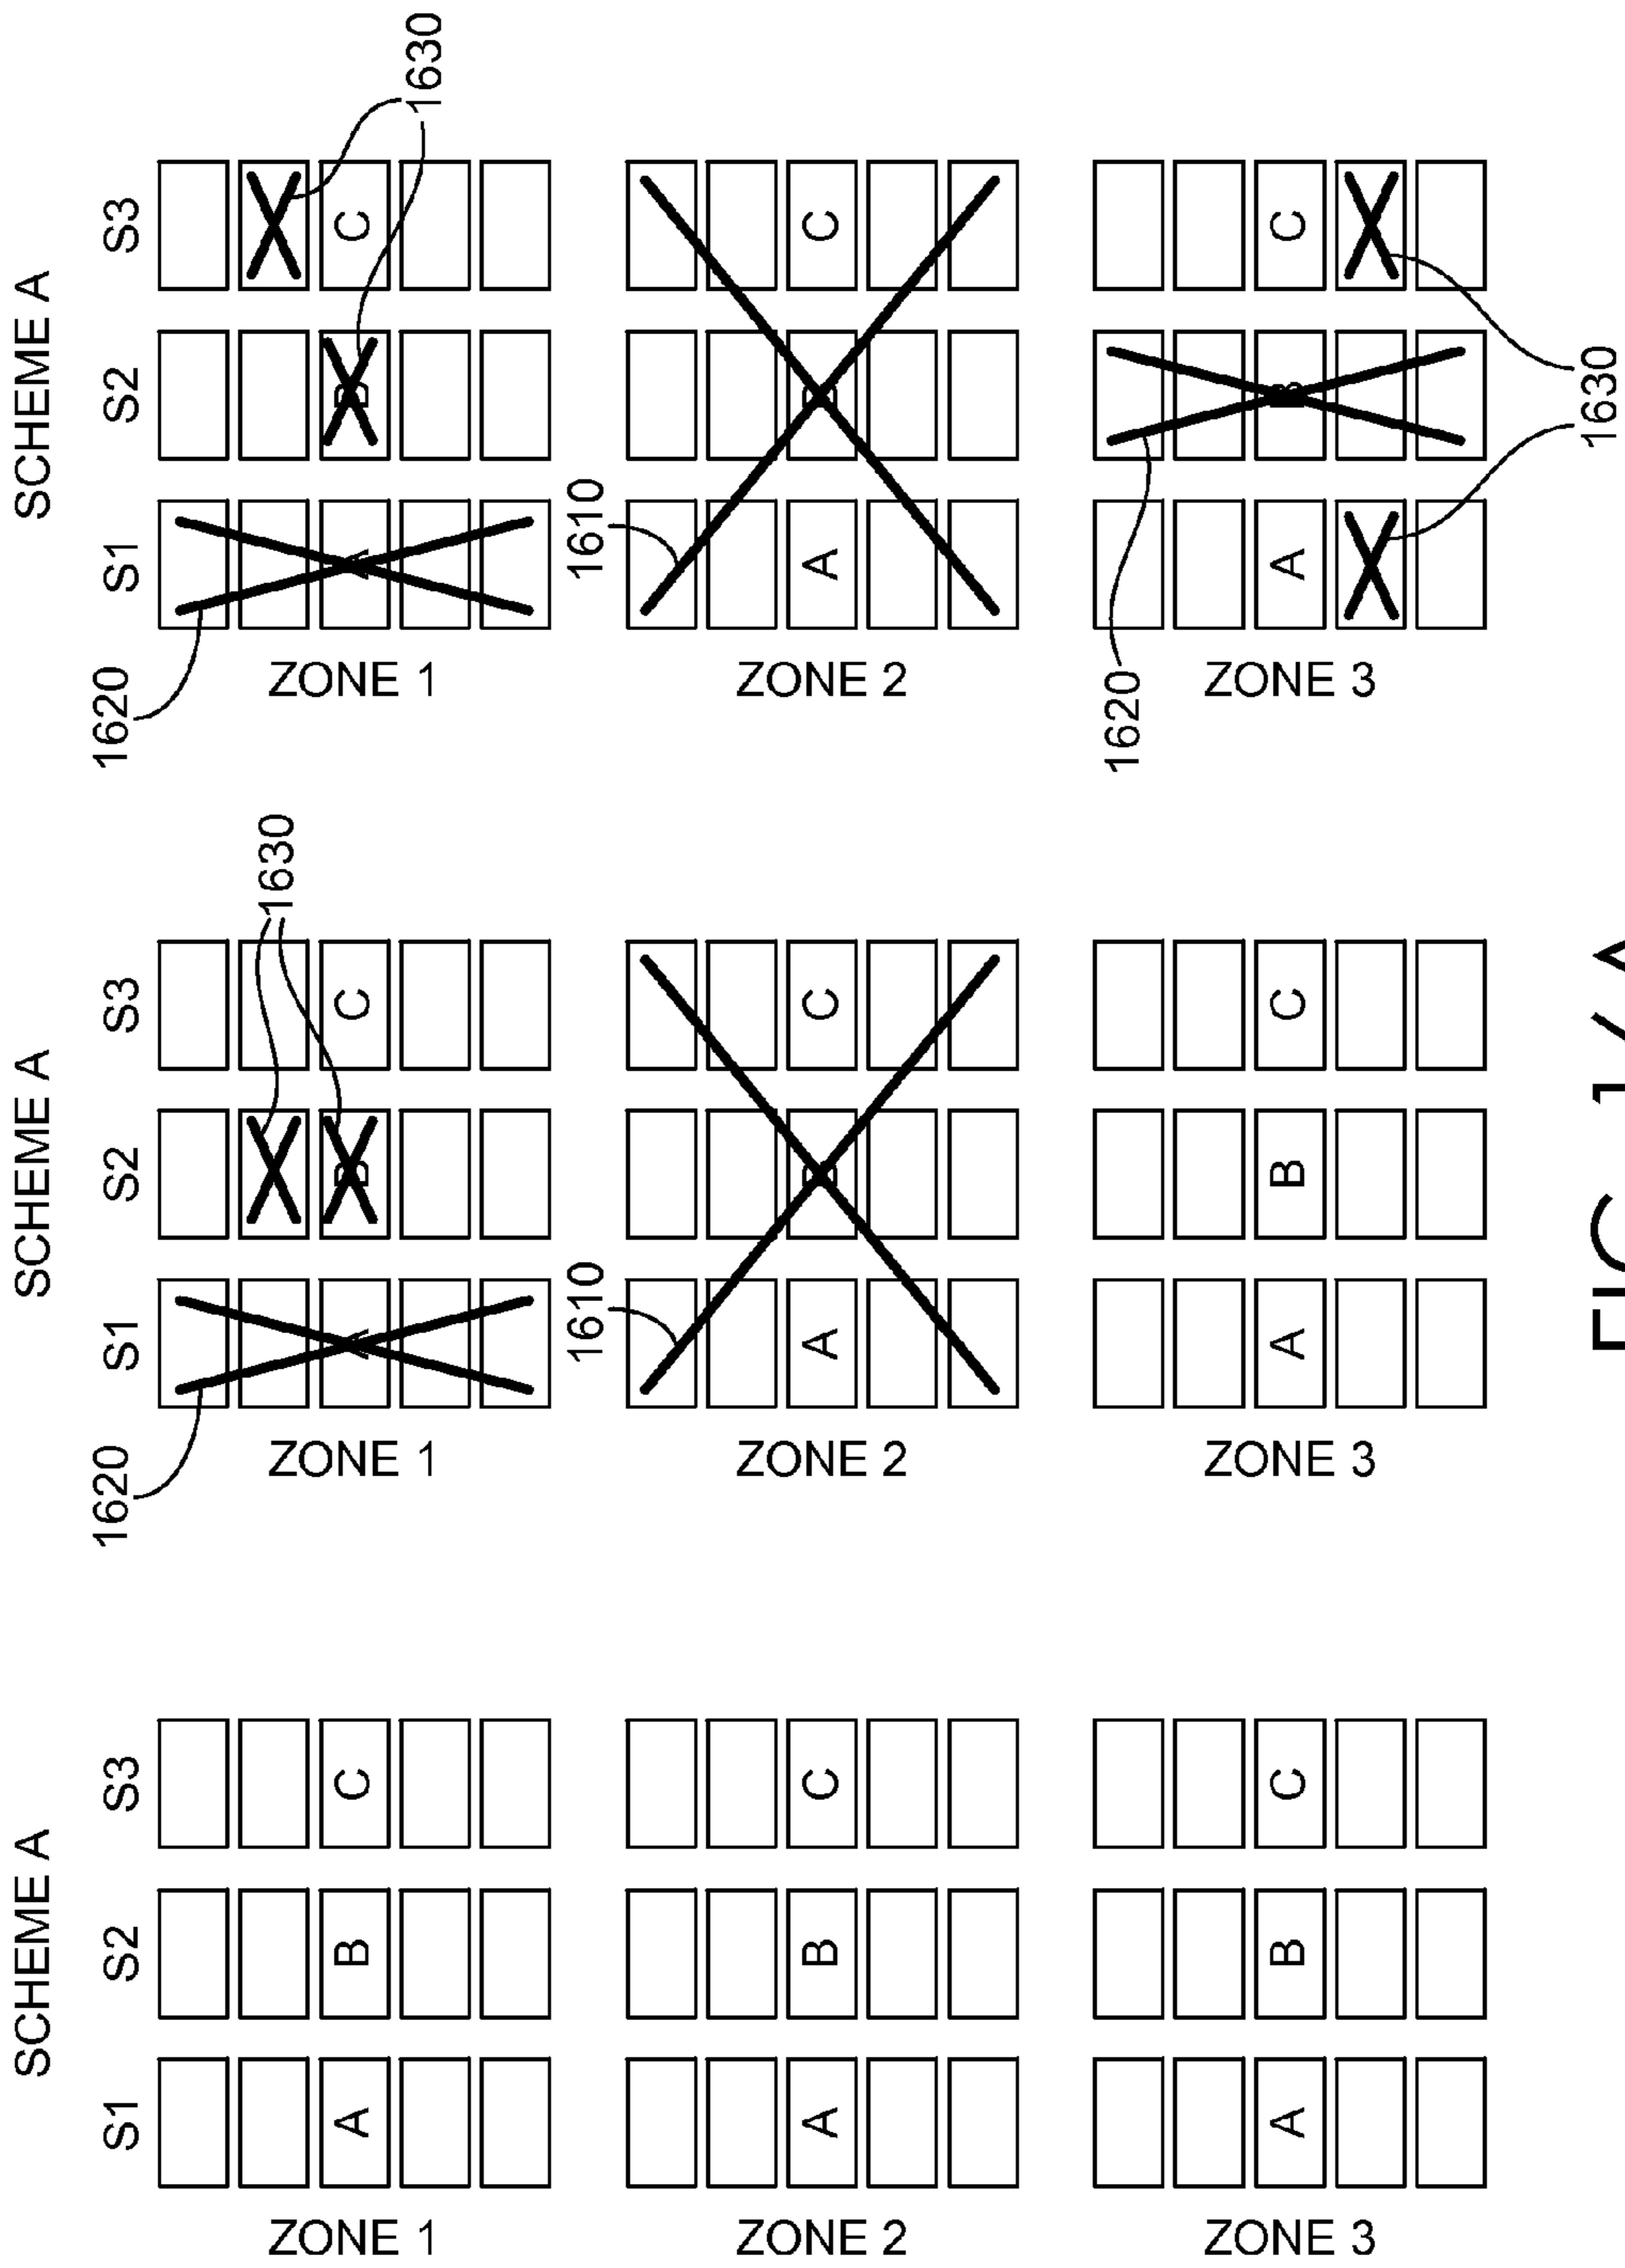 SCHEME A SCHEME A SCHEME A
S1 S2 S3 1620 S1 S2 S3 1620 S1 S2 S3
1630
ZONE 1 A B C ZONE 1 A B C ZONE 1 A B C
1630
1610 1610
ZONE 2 A B C ZONE 2 A C ZONE 2 A C
1620
ZONE 3 A B C ZONE 3 A B C ZONE 3 A B C
1630